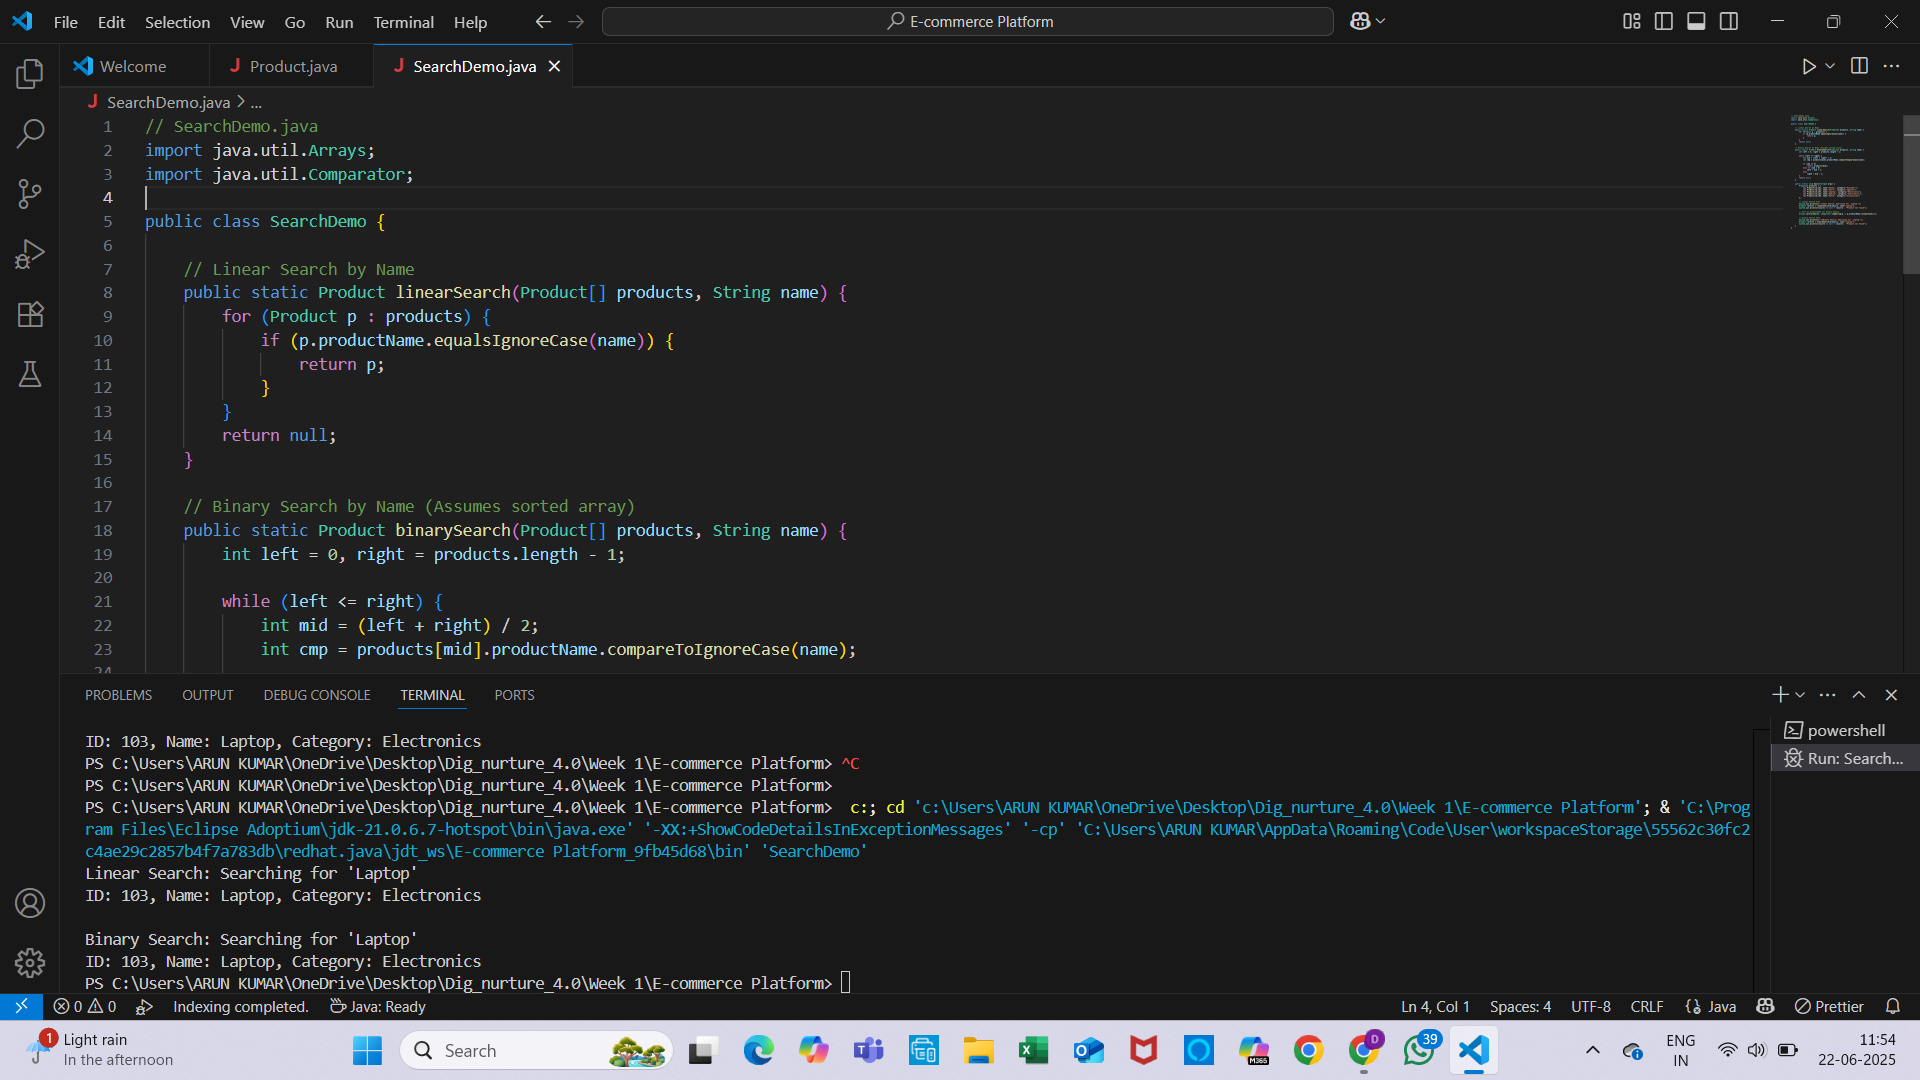 File Edit Selection View Go Run Terminal Help
E-commerce Platform
Welcome
Product.java
SearchDemo.java
SearchDemo.java > ...
1 // SearchDemo.java
2 import java.util.Arrays;
3 import java.util.Comparator;
4
5 public class SearchDemo {
6
7 // Linear Search by Name
8 public static Product linearSearch(Product[] products, String name) {
9 for (Product p : products) {
10 if (p.productName.equalsIgnoreCase(name)) {
11 return p;
12 }
13 }
14 return null;
15 }
16
17 // Binary Search by Name (Assumes sorted array)
18 public static Product binarySearch(Product[] products, String name) {
19 int left = 0, right = products.length - 1;
20
21 while (left <= right) {
22 int mid = (left + right) / 2;
23 int cmp = products[mid].productName.compareToIgnoreCase(name);
24
PROBLEMS OUTPUT DEBUG CONSOLE TERMINAL PORTS
powershell
Run: Search...
ID: 103, Name: Laptop, Category: Electronics
PS C:\Users\ARUN KUMAR\OneDrive\Desktop\Dig_nurture_4.0\Week 1\E-commerce Platform> ^C
PS C:\Users\ARUN KUMAR\OneDrive\Desktop\Dig_nurture_4.0\Week 1\E-commerce Platform>
PS C:\Users\ARUN KUMAR\OneDrive\Desktop\Dig_nurture_4.0\Week 1\E-commerce Platform>  c:; cd 'c:\Users\ARUN KUMAR\OneDrive\Desktop\Dig_nurture_4.0\Week 1\E-commerce Platform'; & 'C:\Prog
ram Files\Eclipse Adoptium\jdk-21.0.6.7-hotspot\bin\java.exe' '-XX:+ShowCodeDetailsInExceptionMessages' '-cp' 'C:\Users\ARUN KUMAR\AppData\Roaming\Code\User\workspaceStorage\55562c30fc2
c4ae29c2857b4f7a783db\redhat.java\jdt_ws\E-commerce Platform_9fb45d68\bin' 'SearchDemo'
Linear Search: Searching for 'Laptop'
ID: 103, Name: Laptop, Category: Electronics
Binary Search: Searching for 'Laptop'
ID: 103, Name: Laptop, Category: Electronics
PS C:\Users\ARUN KUMAR\OneDrive\Desktop\Dig_nurture_4.0\Week 1\E-commerce Platform>
0 0 Indexing completed. Java: Ready
Ln 4, Col 1 Spaces: 4 UTF-8 CRLF {} Java Prettier
1
Light rain
In the afternoon
Search
M365
D
39
ENG
IN
11:54
22-06-2025